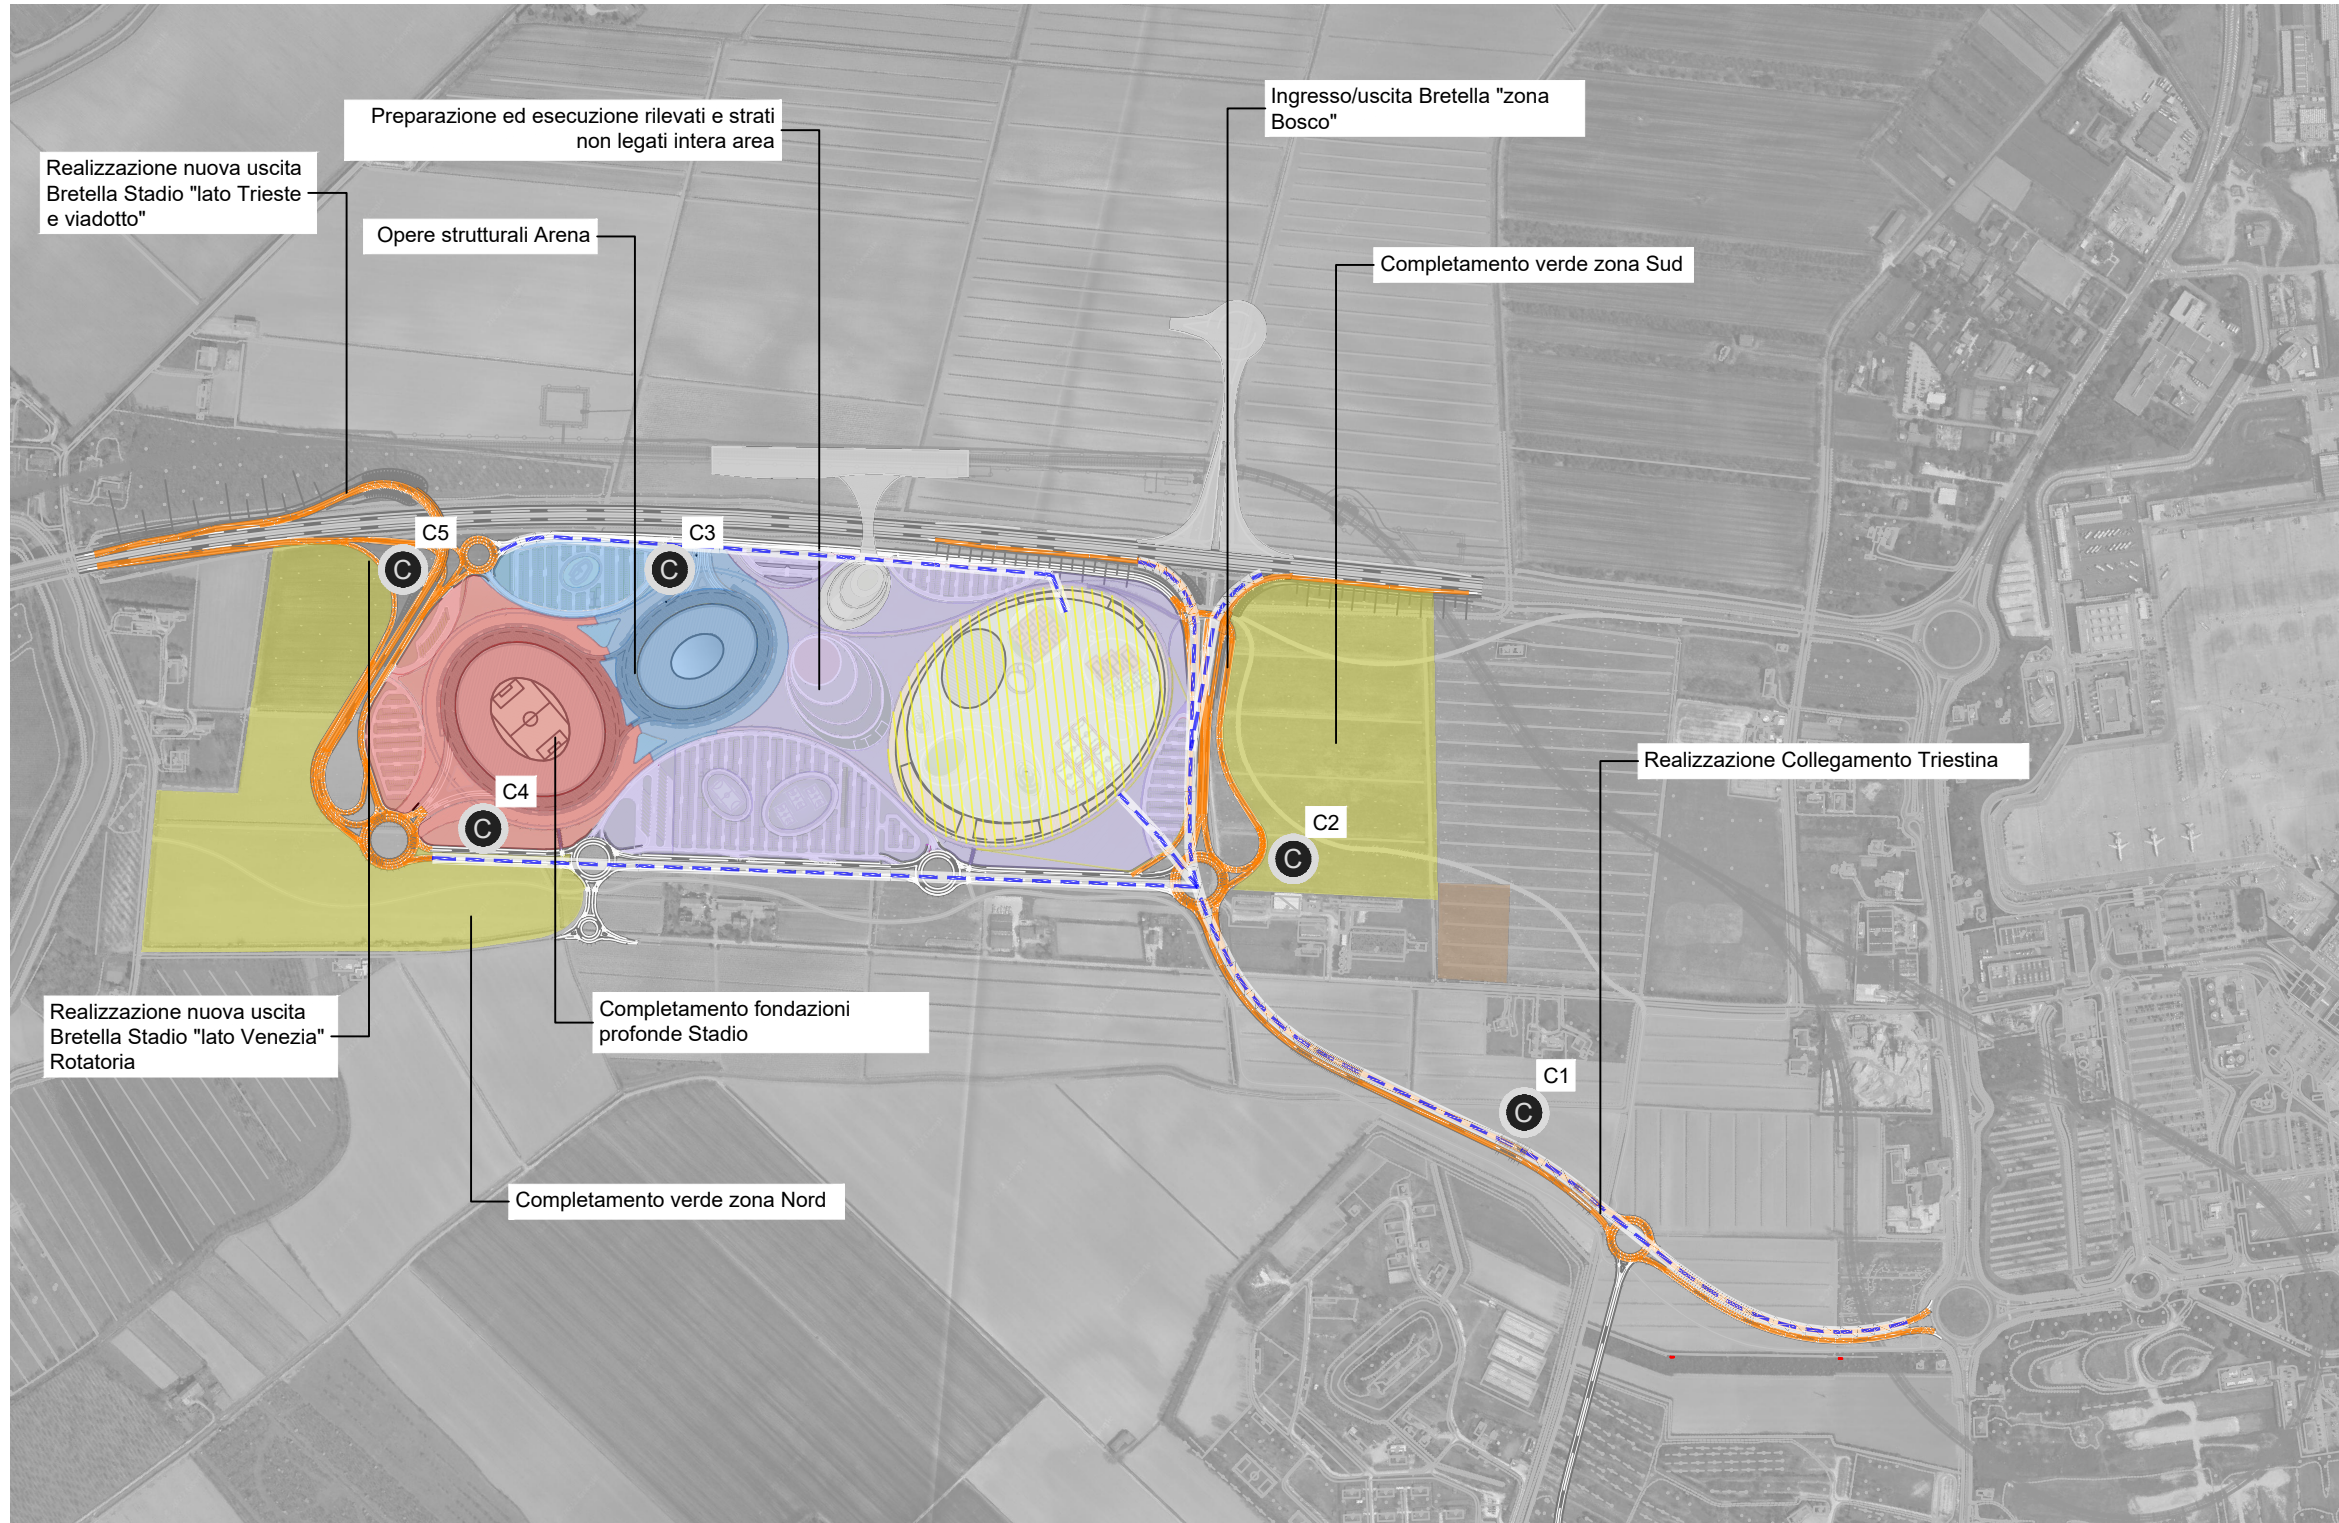 Ingresso/uscita Bretella "zona
Bosco"
Preparazione ed esecuzione rilevati e strati
non legati intera area
Realizzazione nuova uscita
Bretella Stadio "lato Trieste
e viadotto"
Opere strutturali Arena
Completamento verde zona Sud
C5
C3
C
C
Realizzazione Collegamento Triestina
C4
C
C2
C
Realizzazione nuova uscita
Bretella Stadio "lato Venezia"
Rotatoria
Completamento fondazioni
profonde Stadio
C1
C
Completamento verde zona Nord